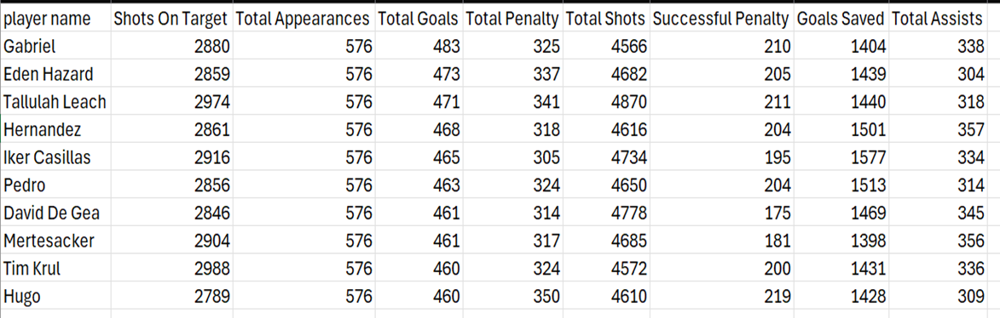 player name Shots On Target Total Appearances Total Goals Total Penalty Total Shots Successful Penalty Goals Saved Total Assists
Gabriel 2880 576 483 325 4566 210 1404 338
Eden Hazard 2859 576 473 337 4682 205 1439 304
Tallulah Leach 2974 576 471 341 4870 211 1440 318
Hernandez 2861 576 468 318 4616 204 1501 357
Iker Casillas 2916 576 465 305 4734 195 1577 334
Pedro 2856 576 463 324 4650 204 1513 314
David De Gea 2846 576 461 314 4778 175 1469 345
Mertesacker 2904 576 461 317 4685 181 1398 356
Tim Krul 2988 576 460 324 4572 200 1431 336
Hugo 2789 576 460 350 4610 219 1428 309